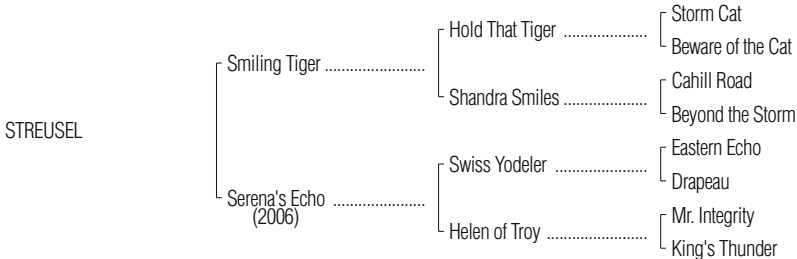 Storm Cat
Hold That Tiger ....................
Beware of the Cat
Smiling Tiger ........................
Cahill Road
Shandra Smiles ....................
Beyond the Storm
STREUSEL
Eastern Echo
Swiss Yodeler ......................
Drapeau
Serena's Echo ......................
(2006)
Mr. Integrity
Helen of Troy ........................
King's Thunder